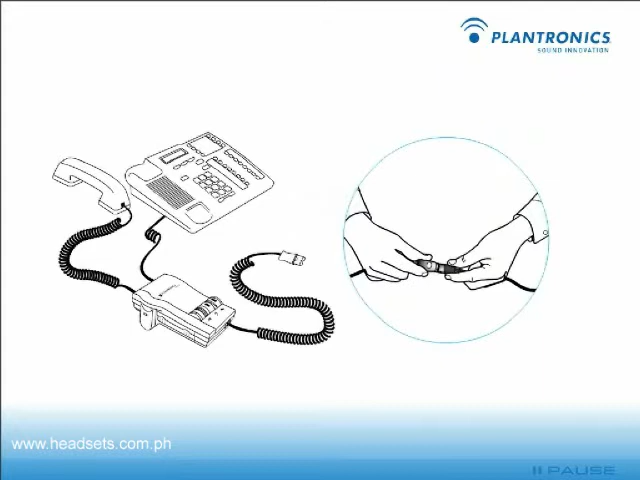 PLANTRONICS
SOUND INNOVATION
www.headsets.com.ph
II PAUSE